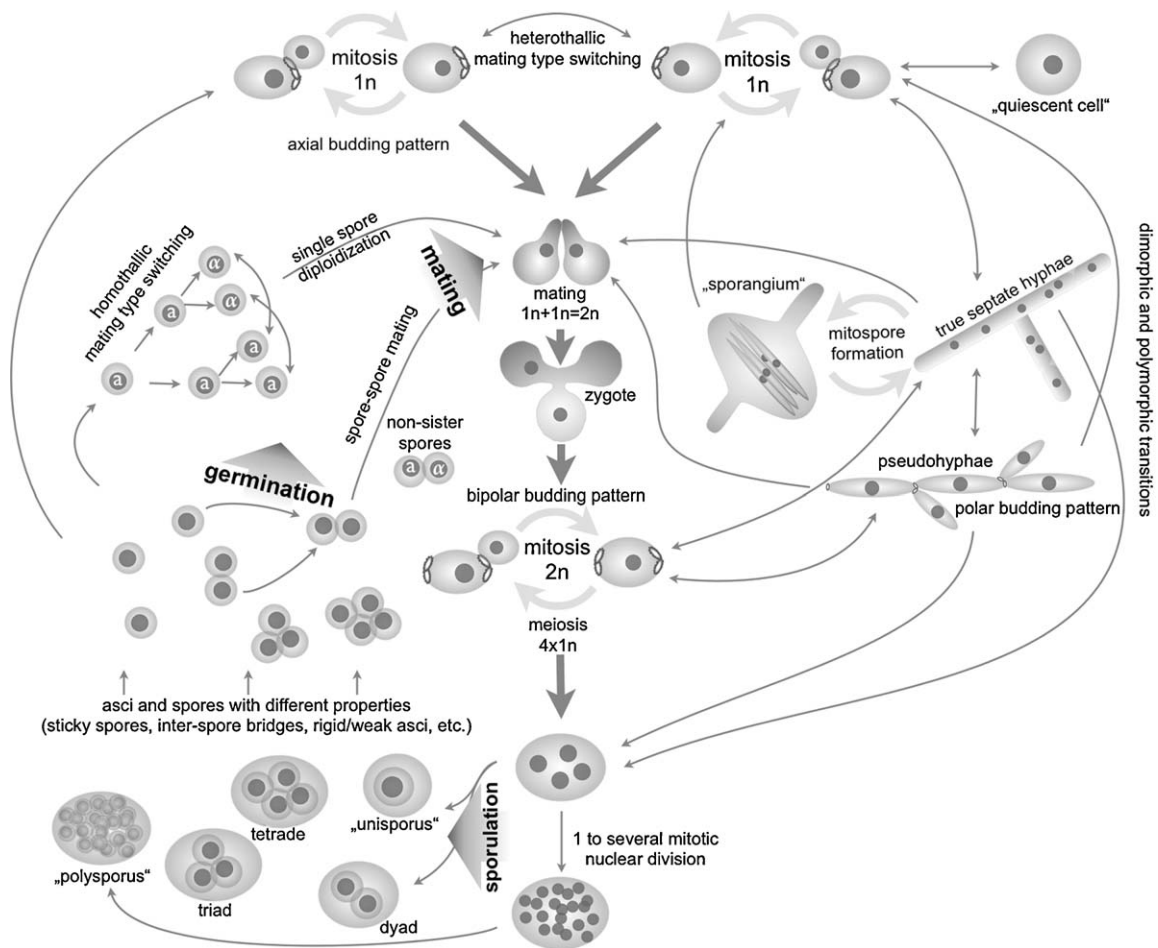 heterothallic
mating type switching
mitosis
1n
mitosis
1n
„quiescent cell“
axial budding pattern
single spore
diploidization
homothallic
mating type switching
α
a
α
a
a
a
a
mating
mating
1n+1n=2n
„sporangium“
mitospore
formation
true septate hyphae
dimorphic and polymorphic transitions
zygote
spore-spore mating
non-sister
spores
a
α
germination
pseudohyphae
polar budding pattern
bipolar budding pattern
mitosis
2n
meiosis
4x1n
asci and spores with different properties
(sticky spores, inter-spore bridges, rigid/weak asci, etc.)
tetrade
„unisporus“
sporulation
1 to several mitotic
nuclear division
„polysporus“
triad
dyad